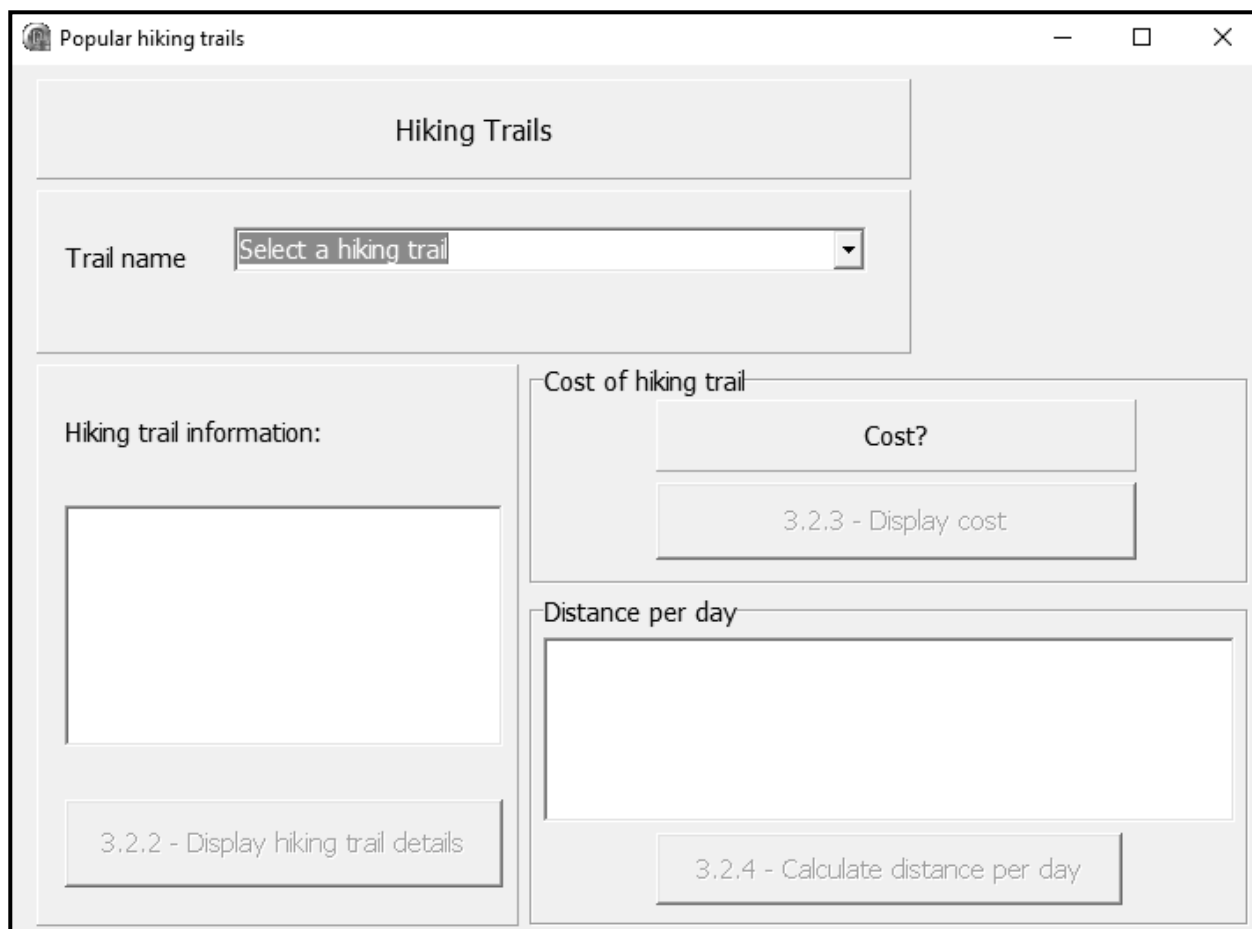 Popular hiking trails
Hiking Trails
Trail name
Select a hiking trail
Hiking trail information:
3.2.2 - Display hiking trail details
Cost of hiking trail
Cost?
3.2.3 - Display cost
Distance per day
3.2.4 - Calculate distance per day